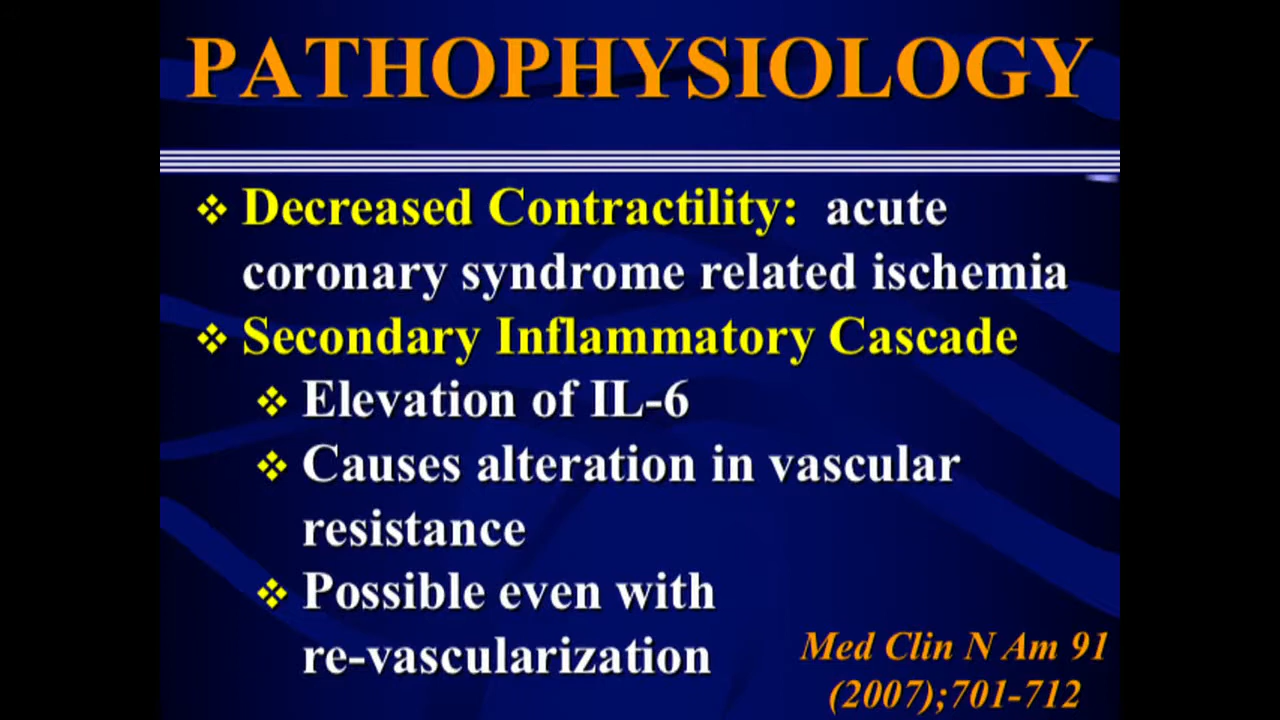 PATHOPHYSIOLOGY
Decreased Contractility: acute
coronary syndrome related ischemia
Secondary Inflammatory Cascade
Elevation of IL-6
Causes alteration in vascular
resistance
Possible even with
re-vascularization
Med Clin N Am 91
(2007);701-712